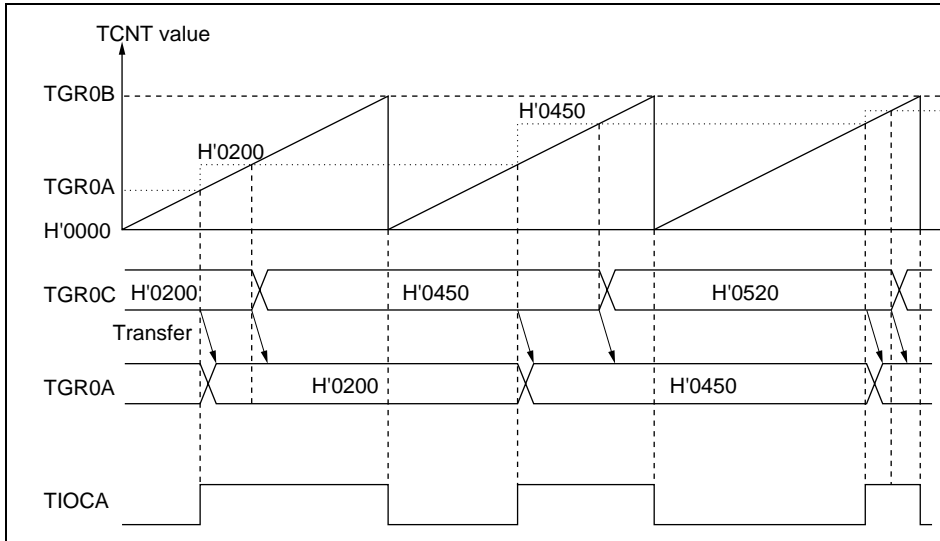 TCNT value
TGR0B
H'0450
H'0200
TGR0A
H'0000
TGR0C H'0200 H'0450 H'0520
Transfer
TGR0A H'0200 H'0450
TIOCA